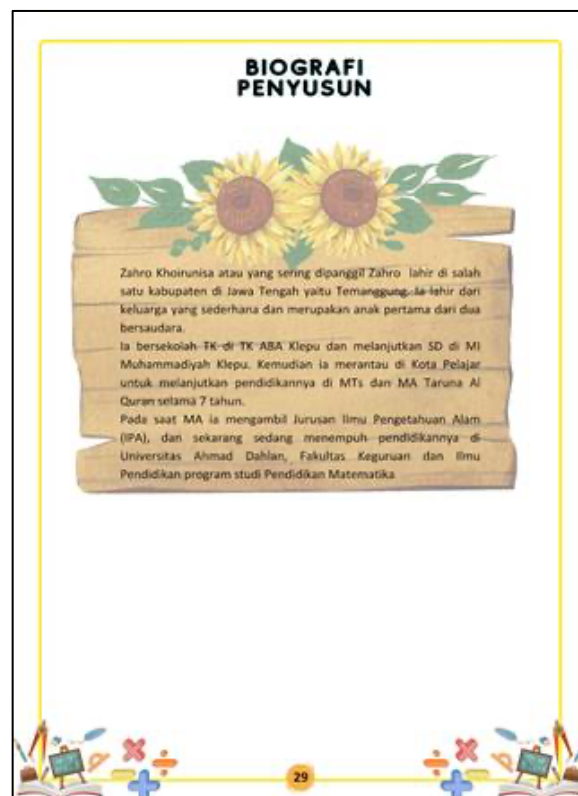 BIOGRAFI
PENYUSUN
Zahro Khoirunisa atau yang sering dipanggil Zahro lahir di salah
satu kabupaten di Jawa Tengah yaitu Temanggung. Ia lahir dari
keluarga yang sederhana dan merupakan anak pertama dari dua
bersaudara.
Ia bersekolah TK di TK ABA Klepu dan melanjutkan SD di MI
Muhammadiyah Klepu. Kemudian ia merantau di Kota Pelajar
untuk melanjutkan pendidikannya di MTs dan MA Taruna Al
Quran selama 7 tahun.
Pada saat MA ia mengambil Jurusan Ilmu Pengetahuan Alam
(IPA), dan sekarang sedang menempuh pendidikannya di
Universitas Ahmad Dahlan, Fakultas Keguruan dan Ilmu
Pendidikan program studi Pendidikan Matematika
29